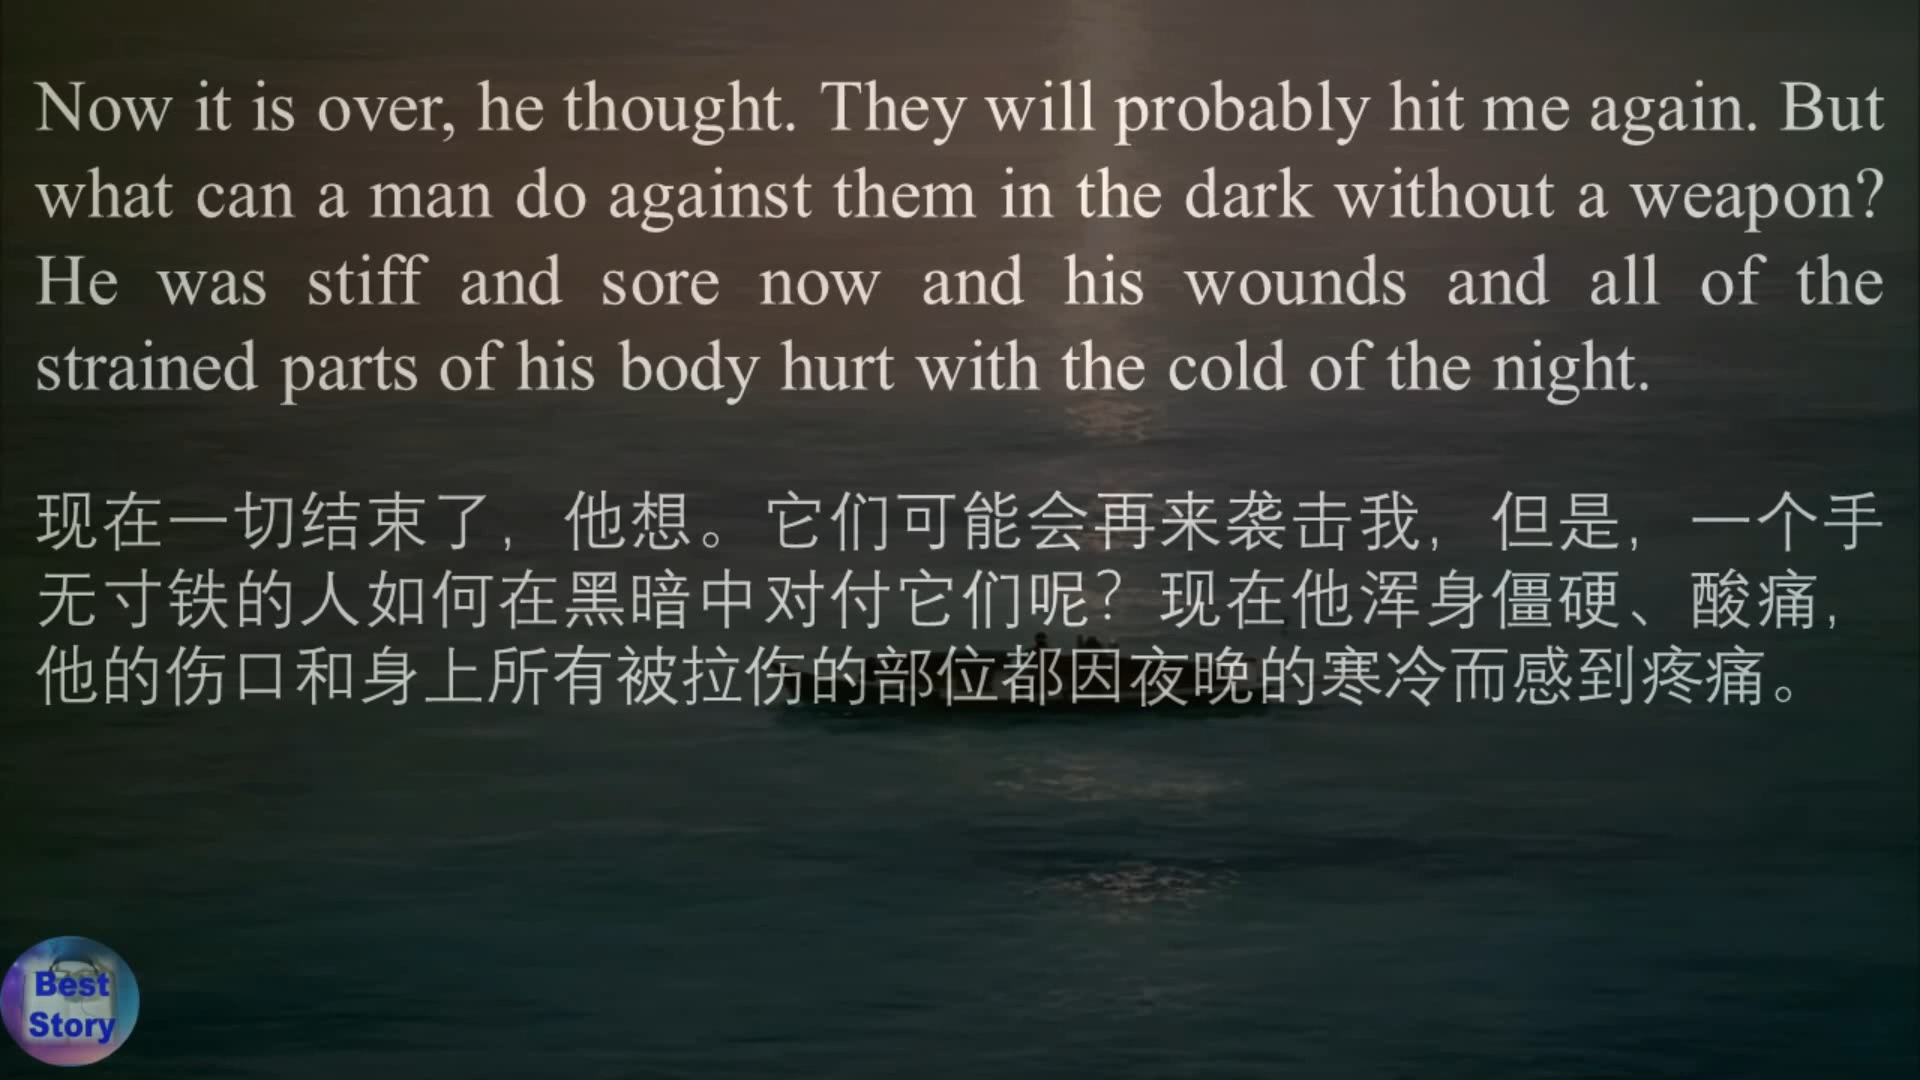 Now it is over, he thought. They will probably hit me again. But
what can a man do against them in the dark without a weapon?
He was stiff and sore now and his wounds and all of the
strained parts of his body hurt with the cold of the night.
现在一切结束了，他想。它们可能会再来袭击我，但是，一个手
无寸铁的人如何在黑暗中对付它们呢？现在他浑身僵硬、酸痛，
他的伤口和身上所有被拉伤的部位都因夜晚的寒冷而感到疼痛。
Best
Story